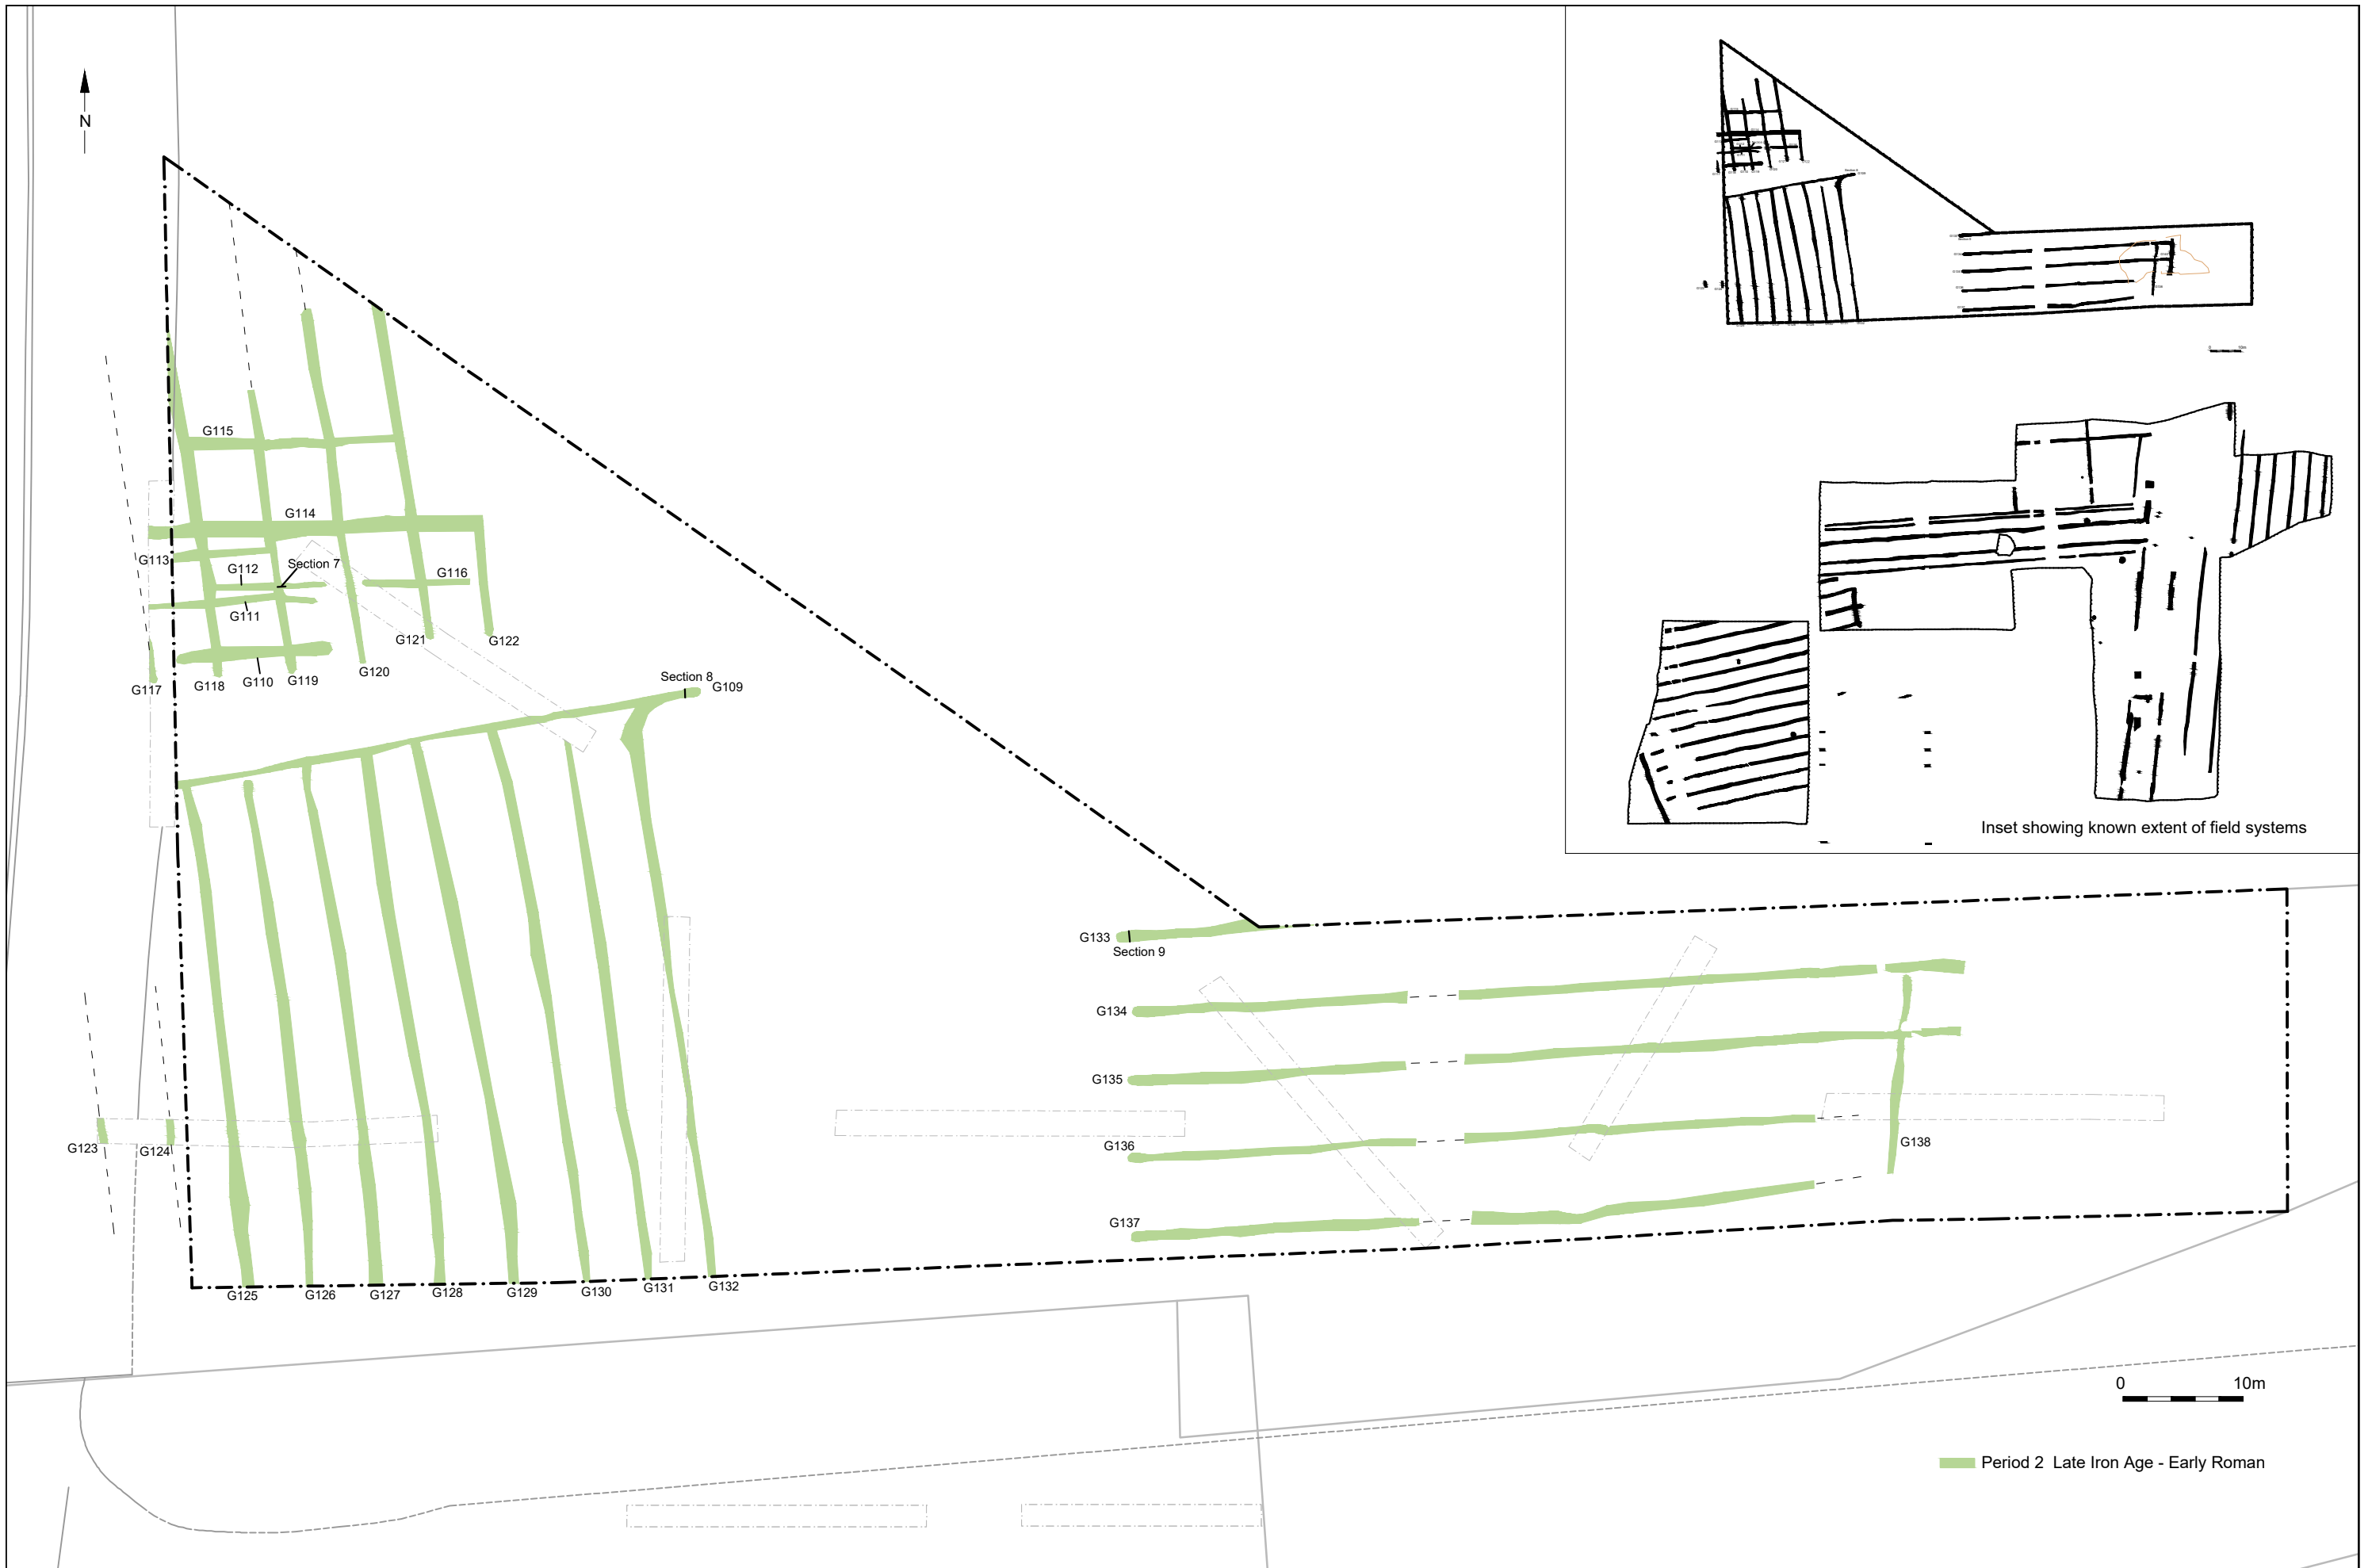 N
G115
G114
G113
G112
Section 7
G116
G111
G121
G122
G120
G117
G118
G110
G119
Section 8
G109
G133
Section 9
G134
G135
G136
G137
G138
G123
G124
G125
G126
G127
G128
G129
G130
G131
G132
Inset showing known extent of field systems
0 10m
Period 2 Late Iron Age - Early Roman